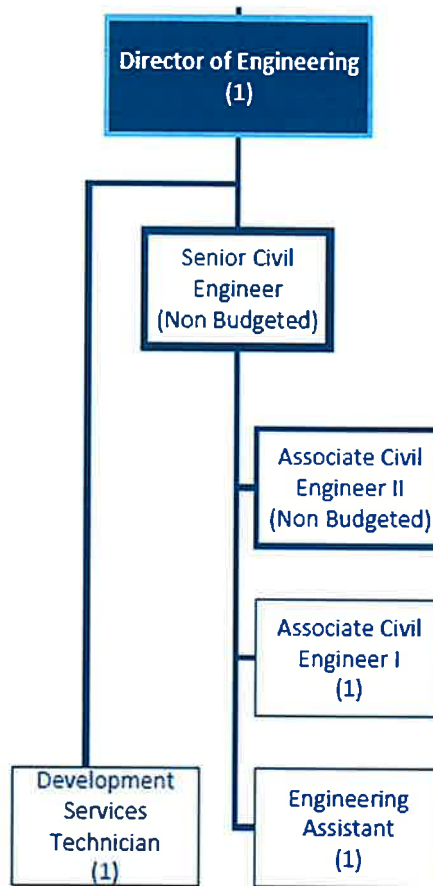 Director of Engineering
(1)
Senior Civil
Engineer
(Non Budgeted)
Associate Civil
Engineer II
(Non Budgeted)
Associate Civil
Engineer I
(1)
Development
Services
Technician
(1)
Engineering
Assistant
(1)